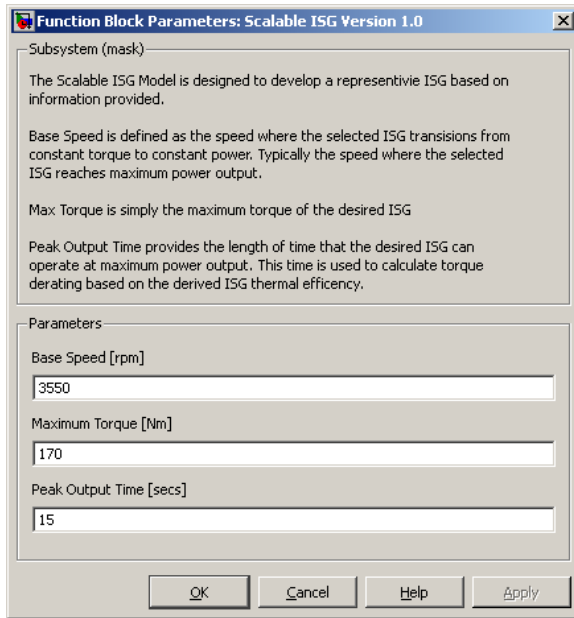 Function Block Parameters: Scalable ISG Version 1.0
Subsystem (mask)
The Scalable ISG Model is designed to develop a representivie ISG based on
information provided.
Base Speed is defined as the speed where the selected ISG transisions from
constant torque to constant power. Typically the speed where the selected
ISG reaches maximum power output.
Max Torque is simply the maximum torque of the desired ISG
Peak Output Time provides the length of time that the desired ISG can
operate at maximum power output. This time is used to calculate torque
derating based on the derived ISG thermal efficency.
Parameters
Base Speed [rpm]
3550
Maximum Torque [Nm]
170
Peak Output Time [secs]
15
OK Cancel Help Apply